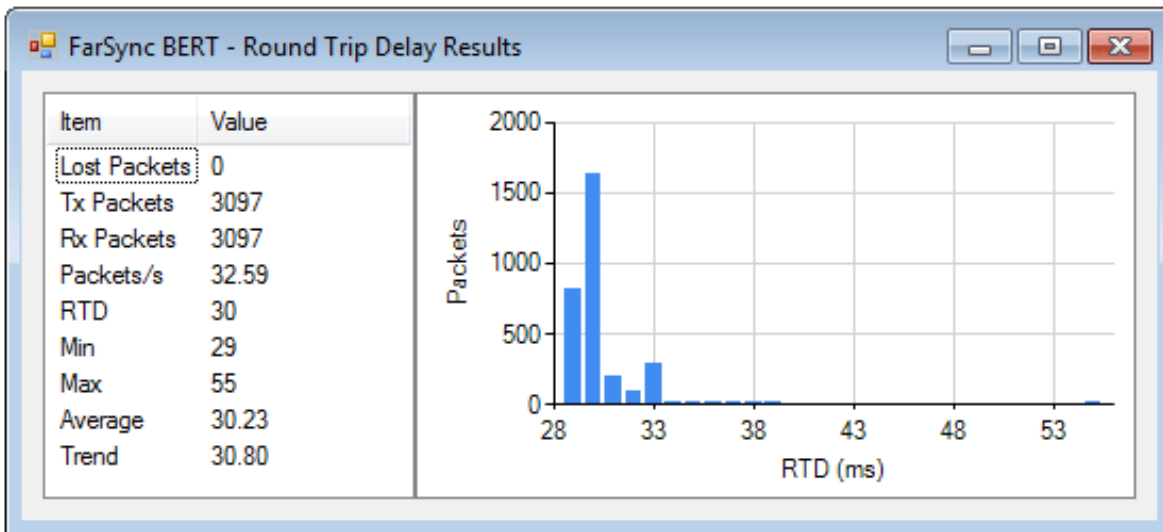 FarSync BERT - Round Trip Delay Results
Item Value
Lost Packets 0
Tx Packets 3097
Rx Packets 3097
Packets/s 32.59
RTD 30
Min 29
Max 55
Average 30.23
Trend 30.80
2000
1500
1000
500
0
Packets
28 33 38 43 48 53
RTD (ms)